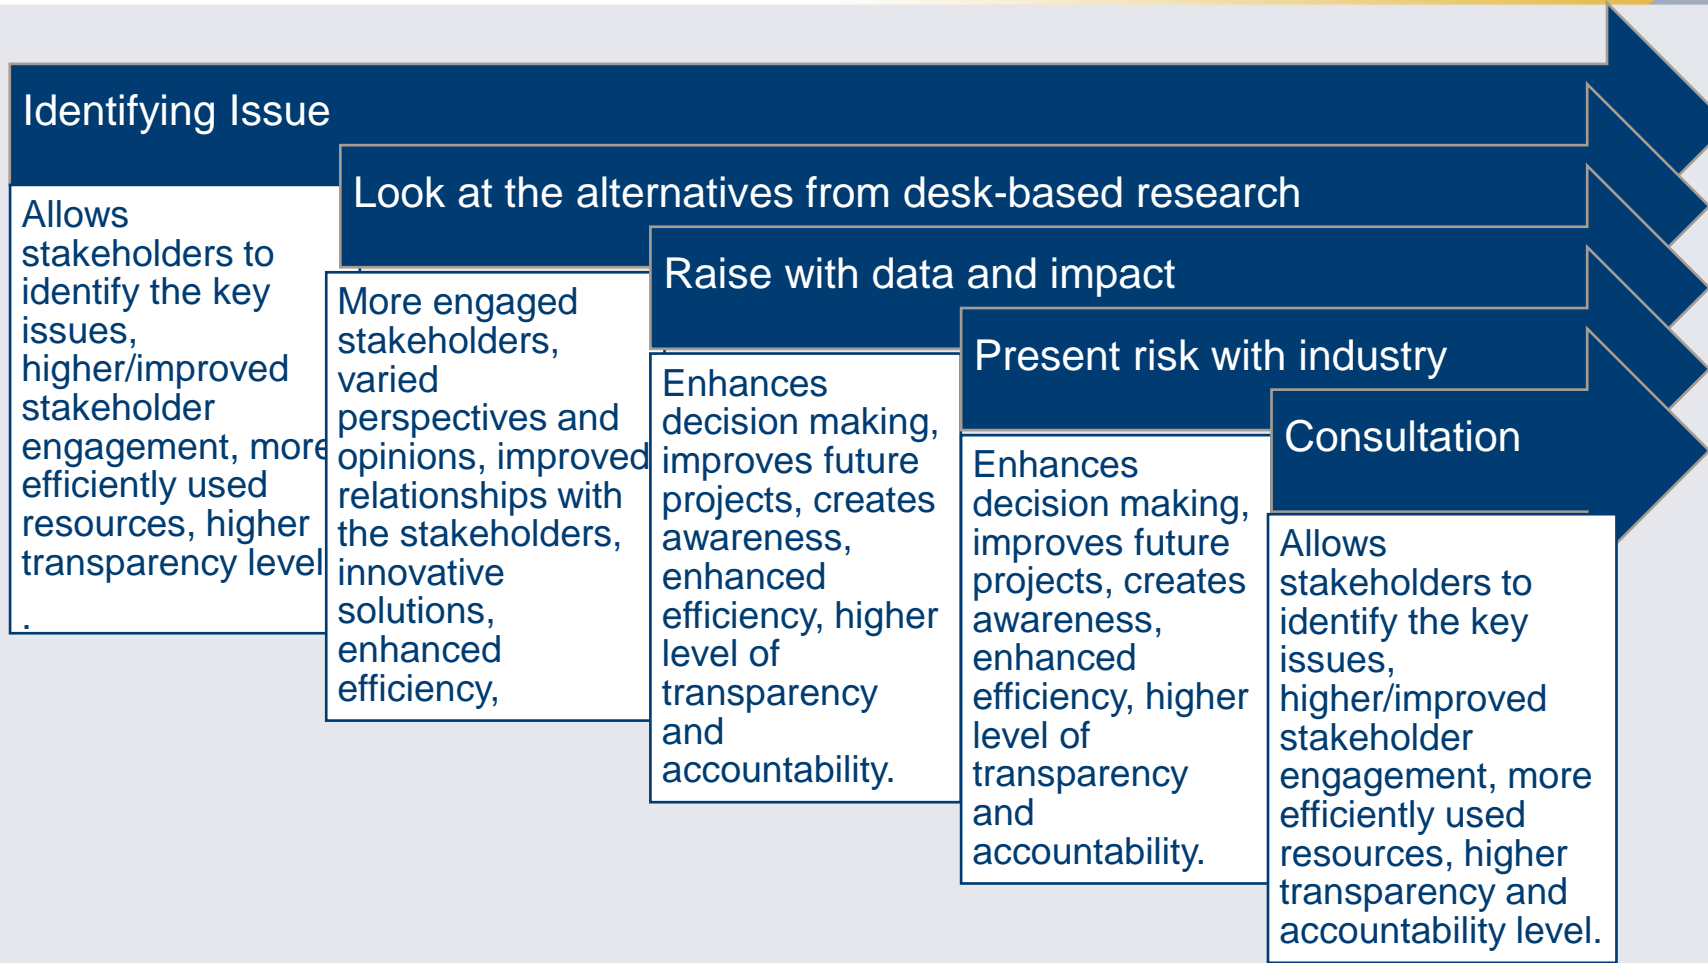 Identifying Issue
Allows
stakeholders to
identify the key
issues,
higher/improved
stakeholder
engagement, more
efficiently used
resources, higher
transparency level
.
Look at the alternatives from desk-based research
More engaged
stakeholders,
varied
perspectives and
opinions, improved
relationships with
the stakeholders,
innovative
solutions,
enhanced
efficiency,
Raise with data and impact
Enhances
decision making,
improves future
projects, creates
awareness,
enhanced
efficiency, higher
level of
transparency
and
accountability.
Present risk with industry
Enhances
decision making,
improves future
projects, creates
awareness,
enhanced
efficiency, higher
level of
transparency
and
accountability.
Consultation
Allows
stakeholders to
identify the key
issues,
higher/improved
stakeholder
engagement, more
efficiently used
resources, higher
transparency and
accountability level.